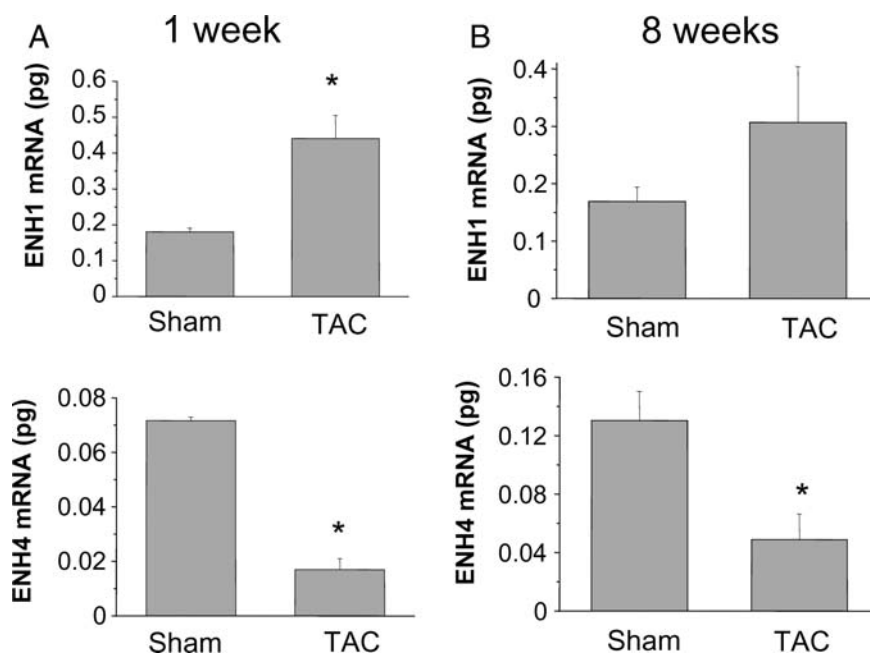 A 1 week
ENH1 mRNA (pg)
0.6
0.5
0.4
0.3
0.2
0.1
0
*
Sham TAC
B 8 weeks
ENH1 mRNA (pg)
0.4
0.3
0.2
0.1
0
Sham TAC
ENH4 mRNA (pg)
0.08
0.06
0.04
0.02
0
*
Sham TAC
ENH4 mRNA (pg)
0.16
0.12
0.08
0.04
0
*
Sham TAC